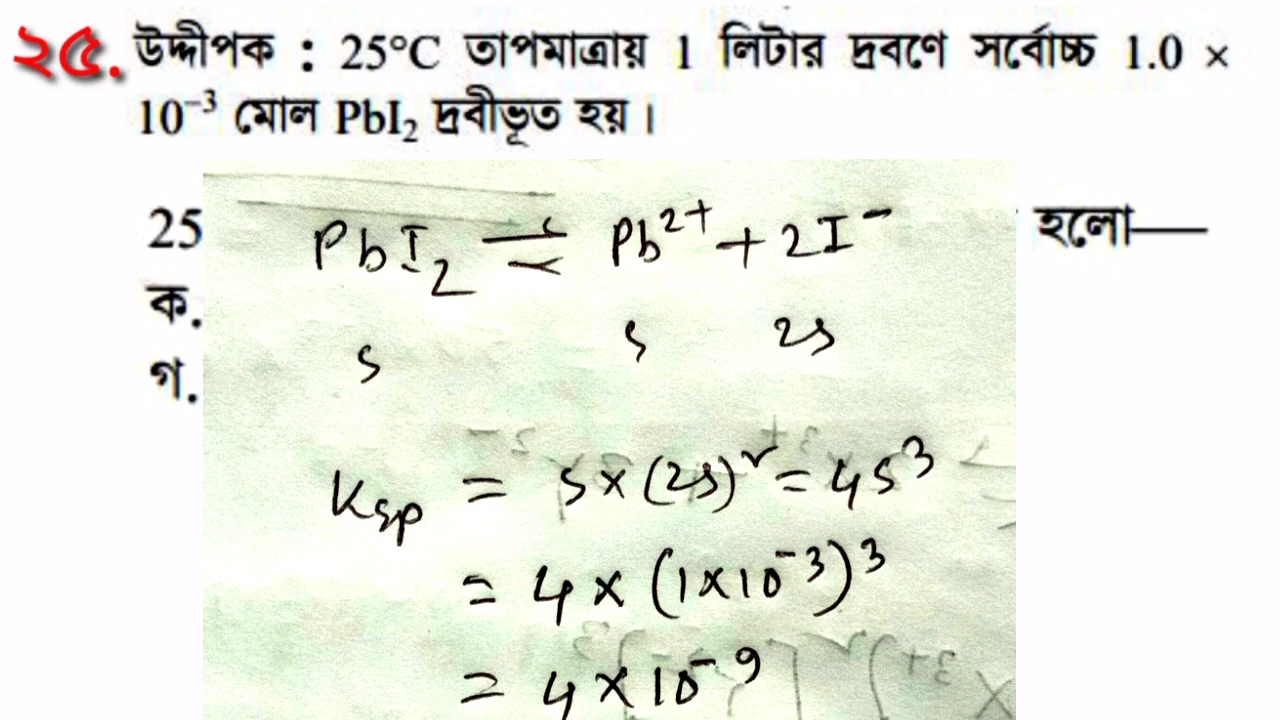 ২৫. উদ্দীপক : 25°C তাপমাত্রায় 1 লিটার দ্রবণে সর্বোচ্চ 1.0 ×
10⁻³ মোল PbI₂ দ্রবীভূত হয়।
25 হলো—
ক.
গ.
PbI₂ ⇌ Pb²⁺ + 2I⁻
s s 2s
Ksp = s × (2s)² = 4s³
= 4 × (1×10⁻³)³
= 4 × 10⁻⁹